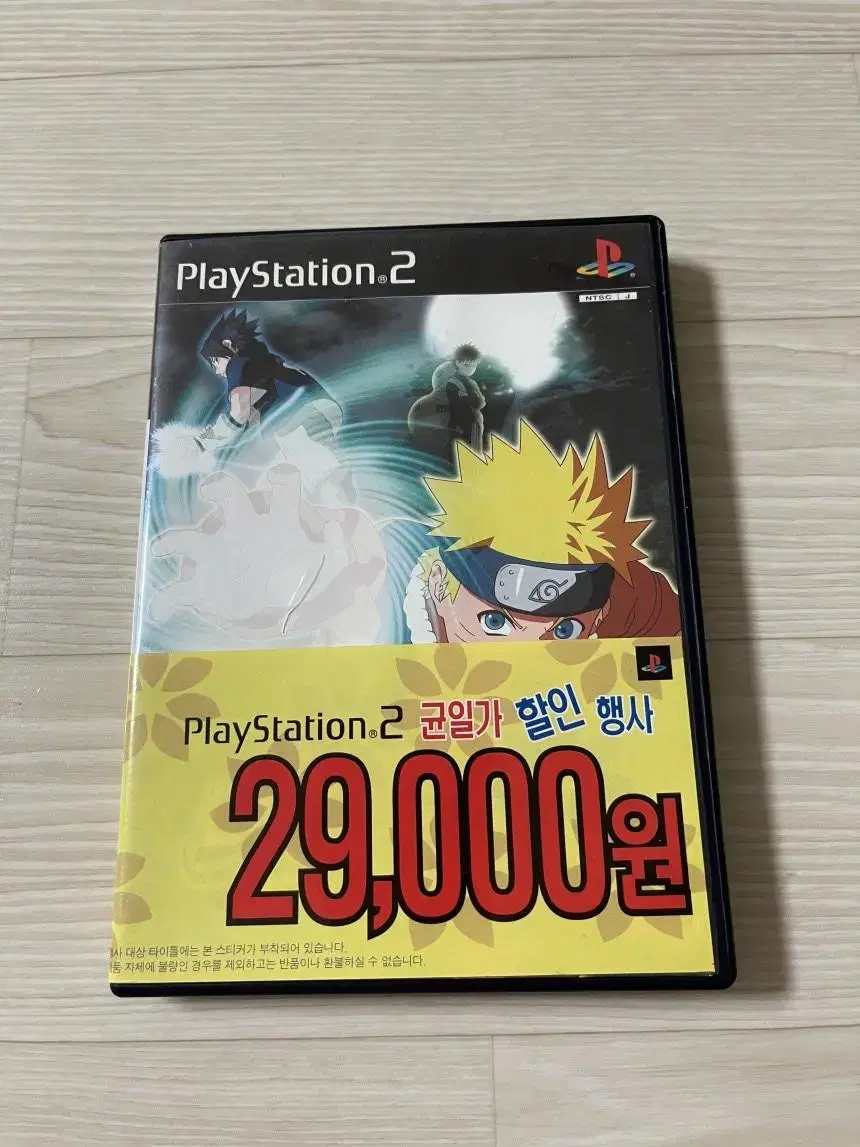 PlayStation®2
NTSC J
PlayStation®2 균일가 할인 행사
29,000원
사 대상 타이틀에는 본 스티커가 부착되어 있습니다.
품 자체에 불량인 경우를 제외하고는 반품이나 환불하실 수 없습니다.